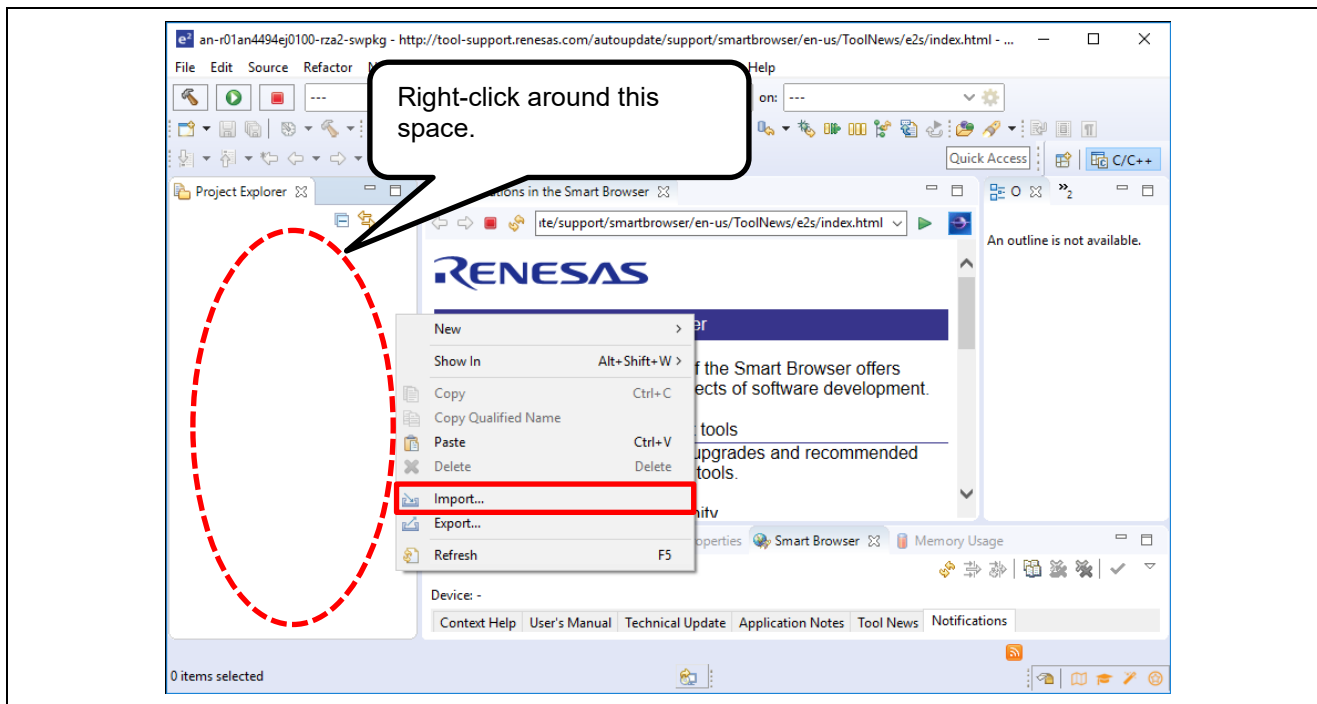 e² an-r01an4494ej0100-rza2-swpkg - http://tool-support.renesas.com/autoupdate/support/smartbrowser/en-us/ToolNews/e2s/index.html - ...
File Edit Source Refactor Help
Right-click around this
space.
---
on: ---
Quick Access
C/C++
Project Explorer
in the Smart Browser
O
»2
ite/support/smartbrowser/en-us/ToolNews/e2s/index.html
An outline is not available.
RENESAS
New
Show In Alt+Shift+W
f the Smart Browser offers
Copy Ctrl+C
ects of software development.
Copy Qualified Name
tools
Paste Ctrl+V
upgrades and recommended
Delete Delete
tools.
Import...
Export...
operties Smart Browser Memory Usage
Refresh F5
Device: -
Context Help User's Manual Technical Update Application Notes Tool News Notifications
0 items selected